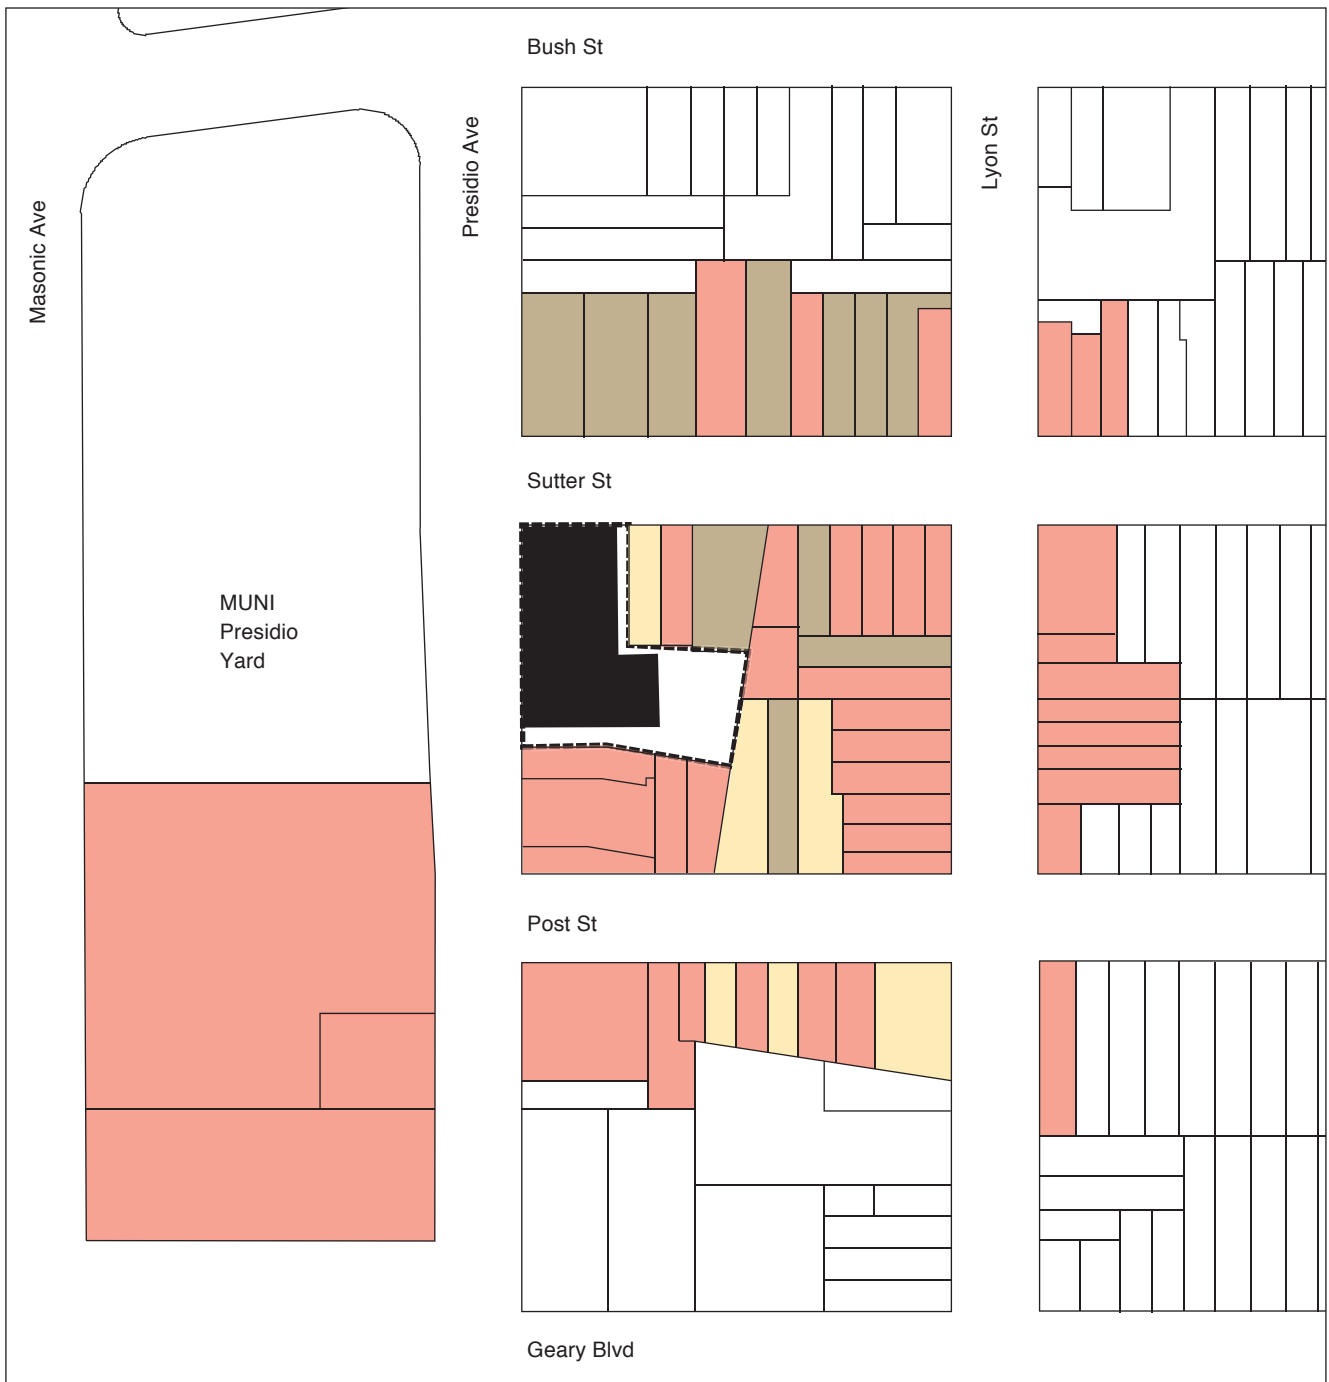 Bush St
Masonic Ave
Presidio Ave
Lyon St
Sutter St
MUNI
Presidio
Yard
Post St
Geary Blvd